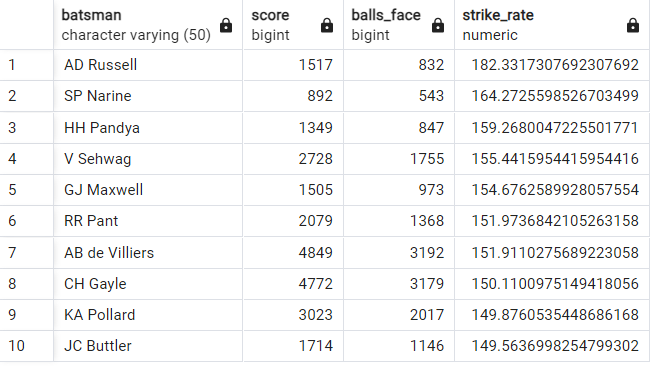 batsman score balls_face strike_rate
character varying (50) bigint bigint numeric
1 AD Russell 1517 832 182.3317307692307692
2 SP Narine 892 543 164.2725598526703499
3 HH Pandya 1349 847 159.2680047225501771
4 V Sehwag 2728 1755 155.4415954415954416
5 GJ Maxwell 1505 973 154.6762589928057554
6 RR Pant 2079 1368 151.9736842105263158
7 AB de Villiers 4849 3192 151.9110275689223058
8 CH Gayle 4772 3179 150.1100975149418056
9 KA Pollard 3023 2017 149.8760535448686168
10 JC Buttler 1714 1146 149.5636998254799302